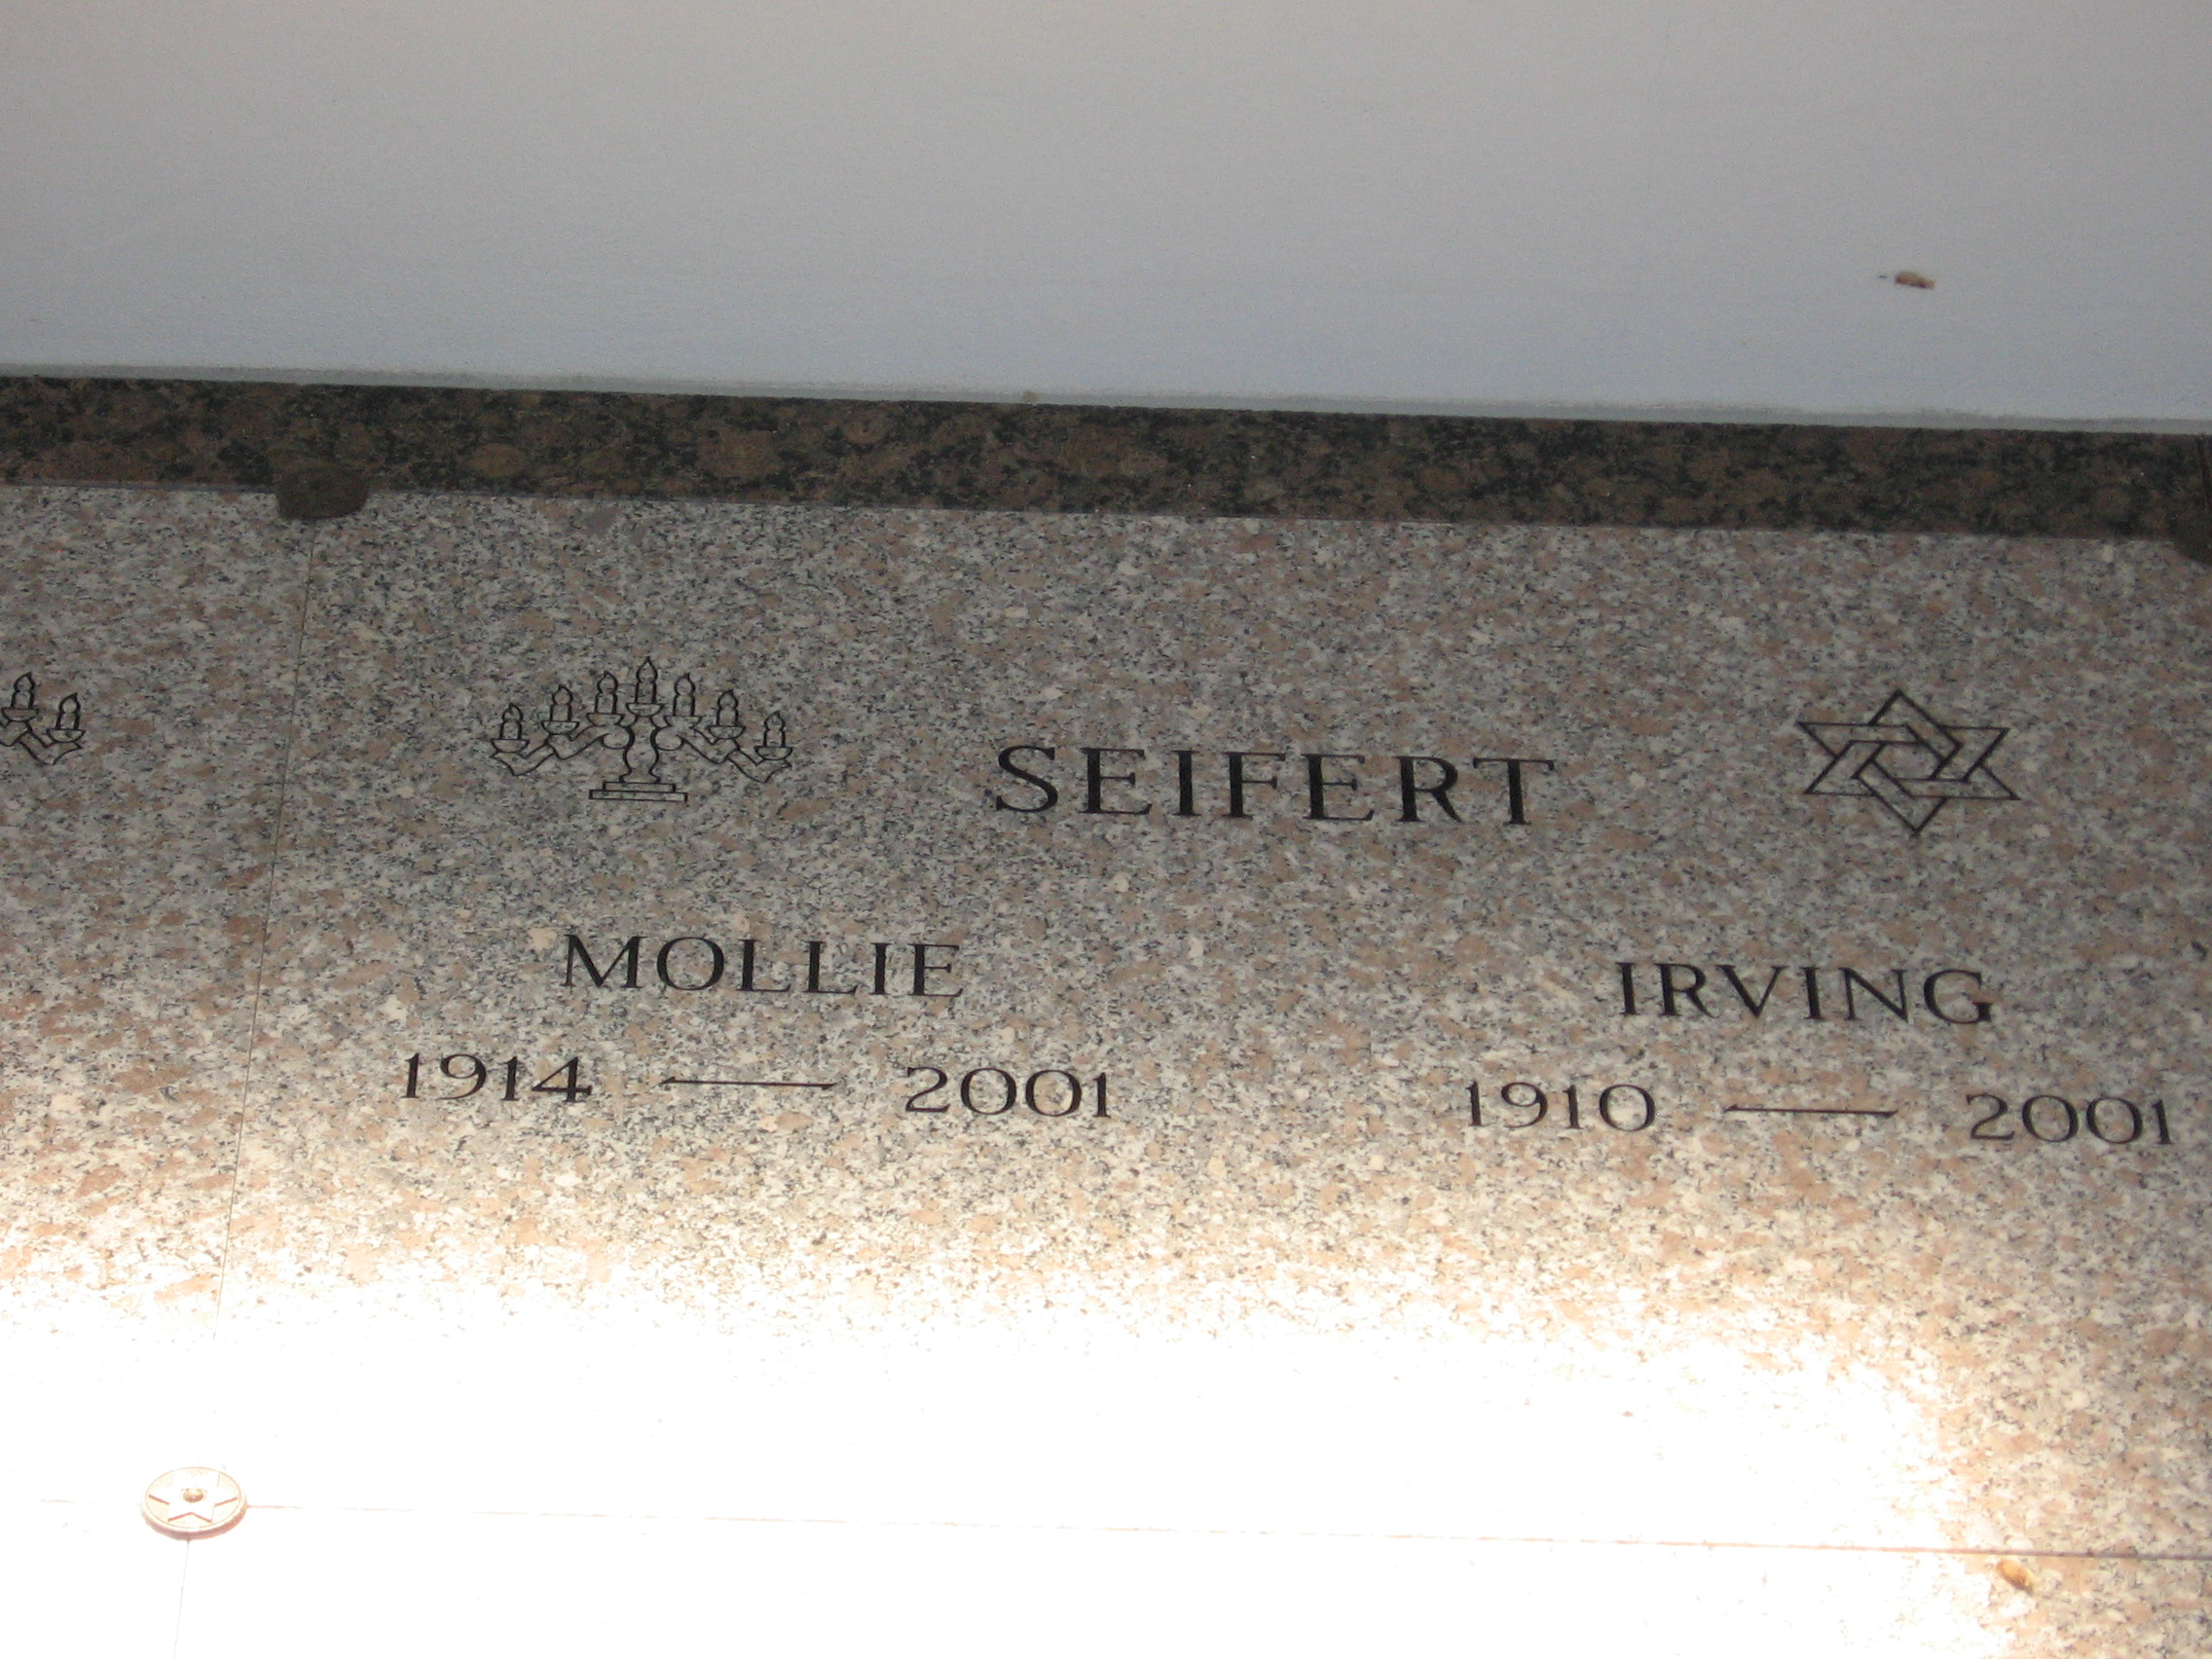 SEIFERT
MOLLIE IRVING
1914 — 2001 1910 — 2001